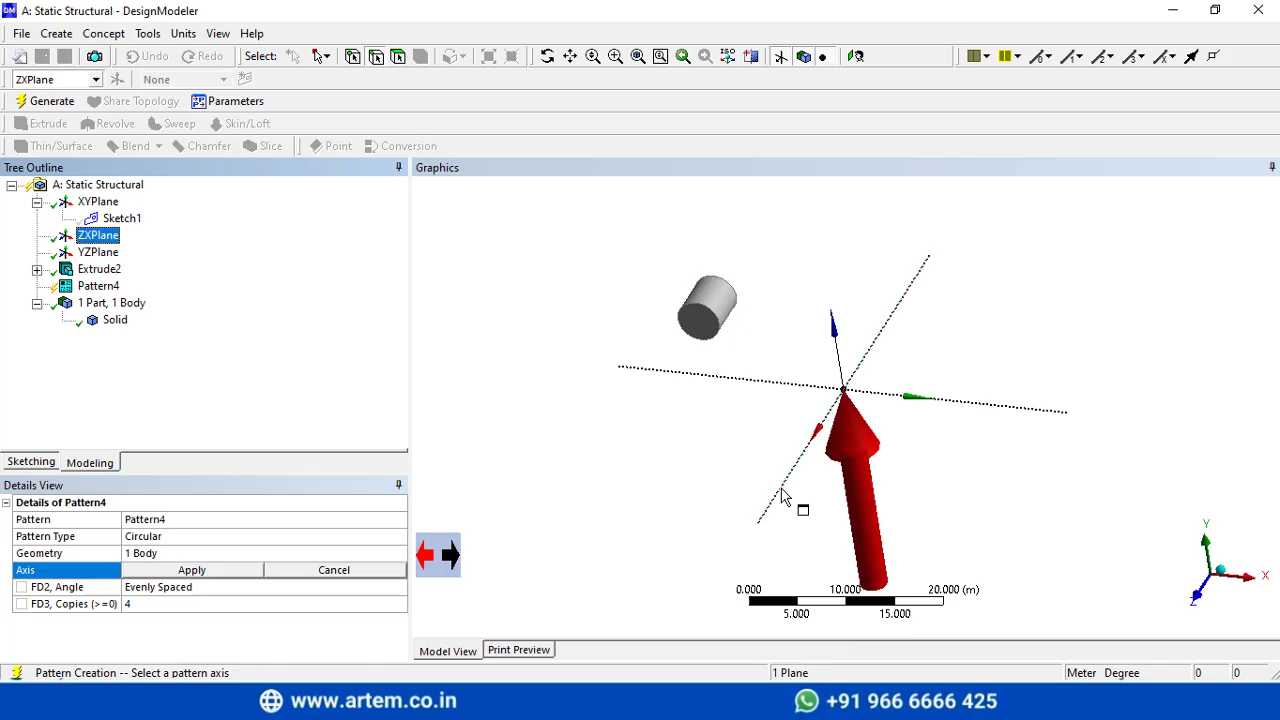 A: Static Structural - DesignModeler
File Create Concept Tools Units View Help
Undo Redo Select:
ZXPlane None
Generate Share Topology Parameters
Extrude Revolve Sweep Skin/Loft
Thin/Surface Blend Chamfer Slice Point Conversion
Tree Outline
A: Static Structural
XYPlane
Sketch1
ZXPlane
YZPlane
Extrude2
Pattern4
1 Part, 1 Body
Solid
Sketching Modeling
Details View
Details of Pattern4
Pattern Pattern4
Pattern Type Circular
Geometry 1 Body
Axis Apply Cancel
FD2, Angle Evenly Spaced
FD3, Copies (>=0) 4
Graphics
0.000 10.000 20.000 (m)
5.000 15.000
Y
X
Z
Model View Print Preview
Pattern Creation -- Select a pattern axis 1 Plane Meter Degree 0 0
www.artem.co.in +91 966 6666 425